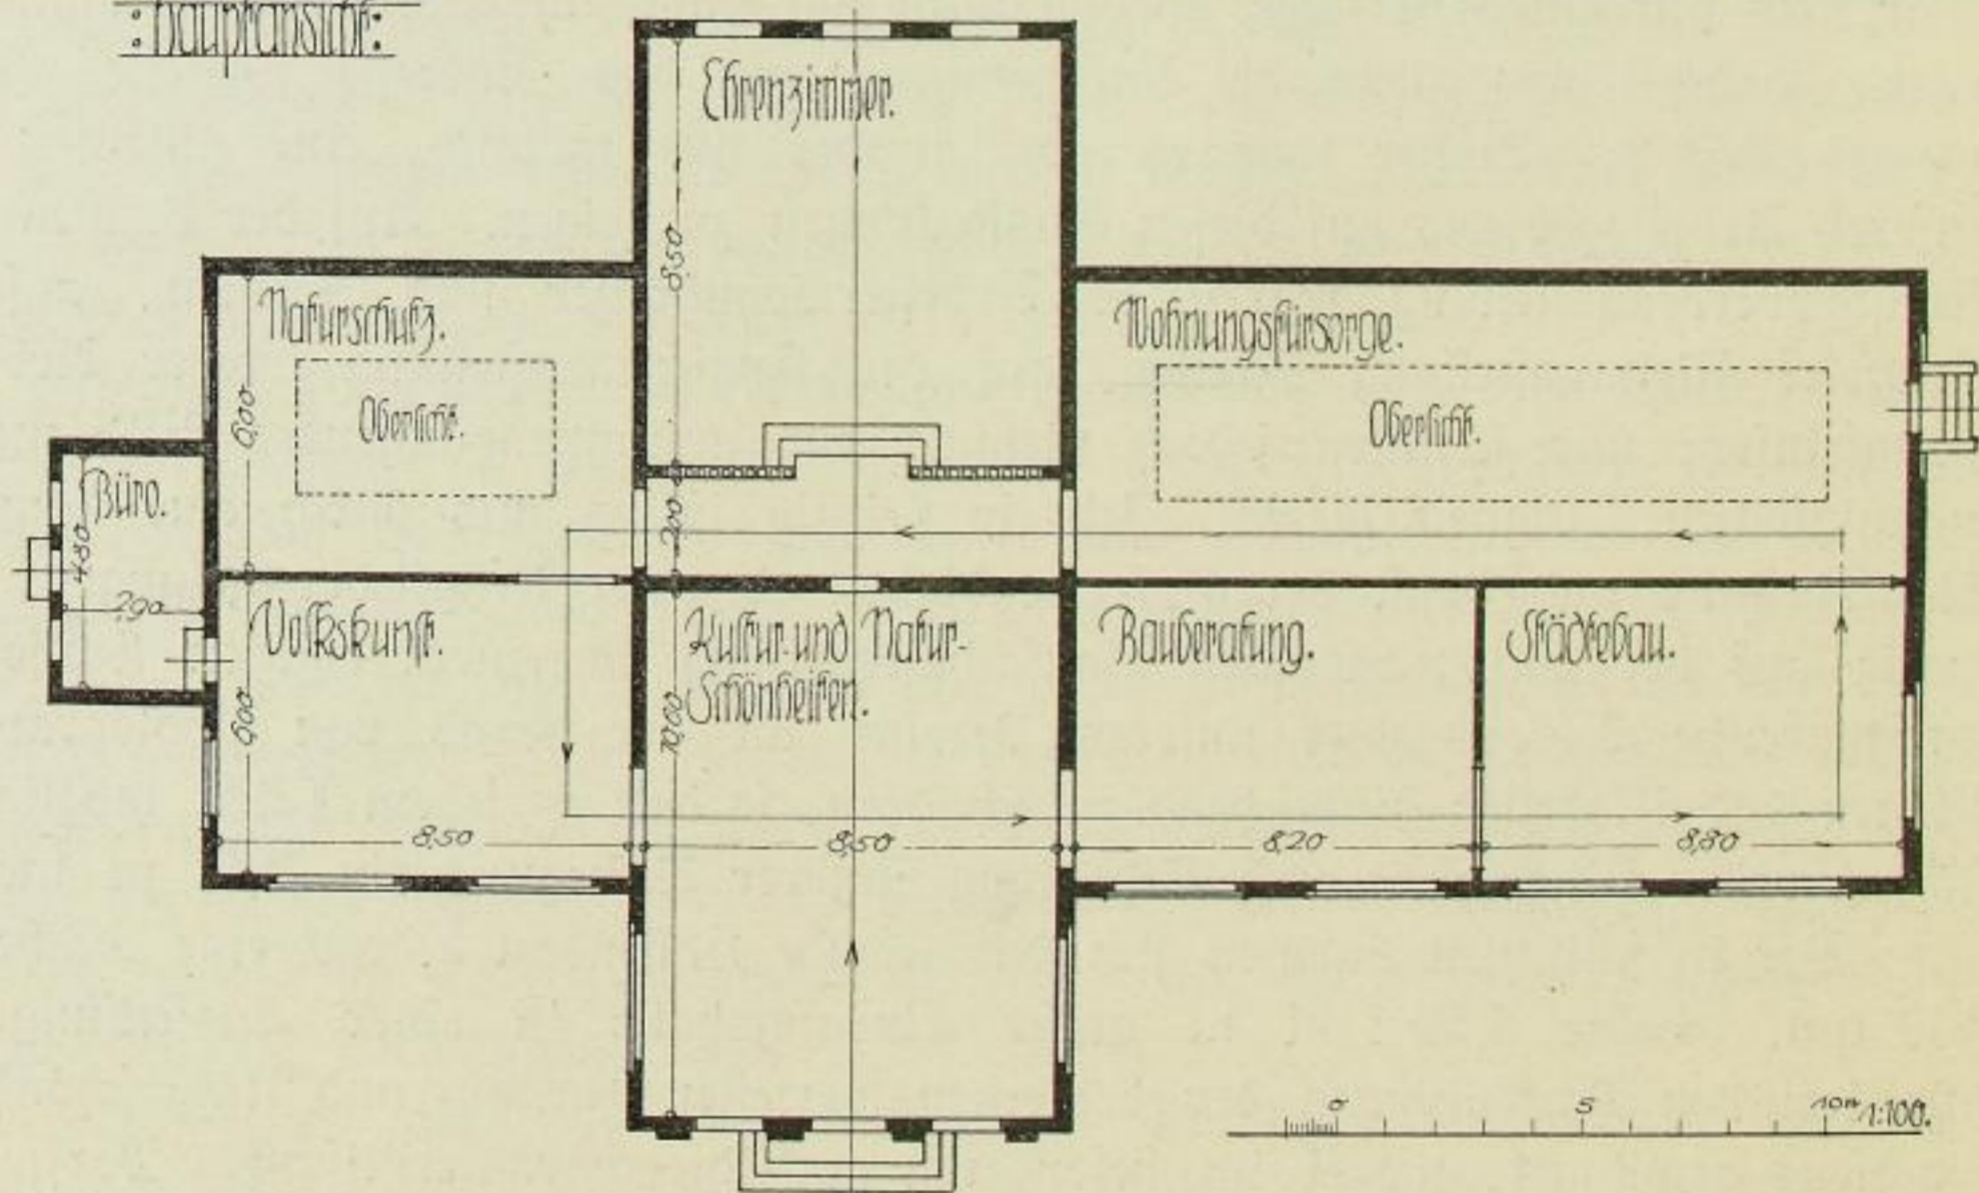 : Hauptansicht:
Ehrenzimmer.
8,50
Naturschutz.
Oberlicht.
6,00
Wohnungsfürsorge.
Oberlicht.
Büro.
4,80
2,90
2,00
Volkskunst.
6,00
8,50
Kultur- und Natur-
Schönheiten.
10,00
8,50
Bauberatung.
8,20
Städtebau.
8,80
0 5 10m 1:100.